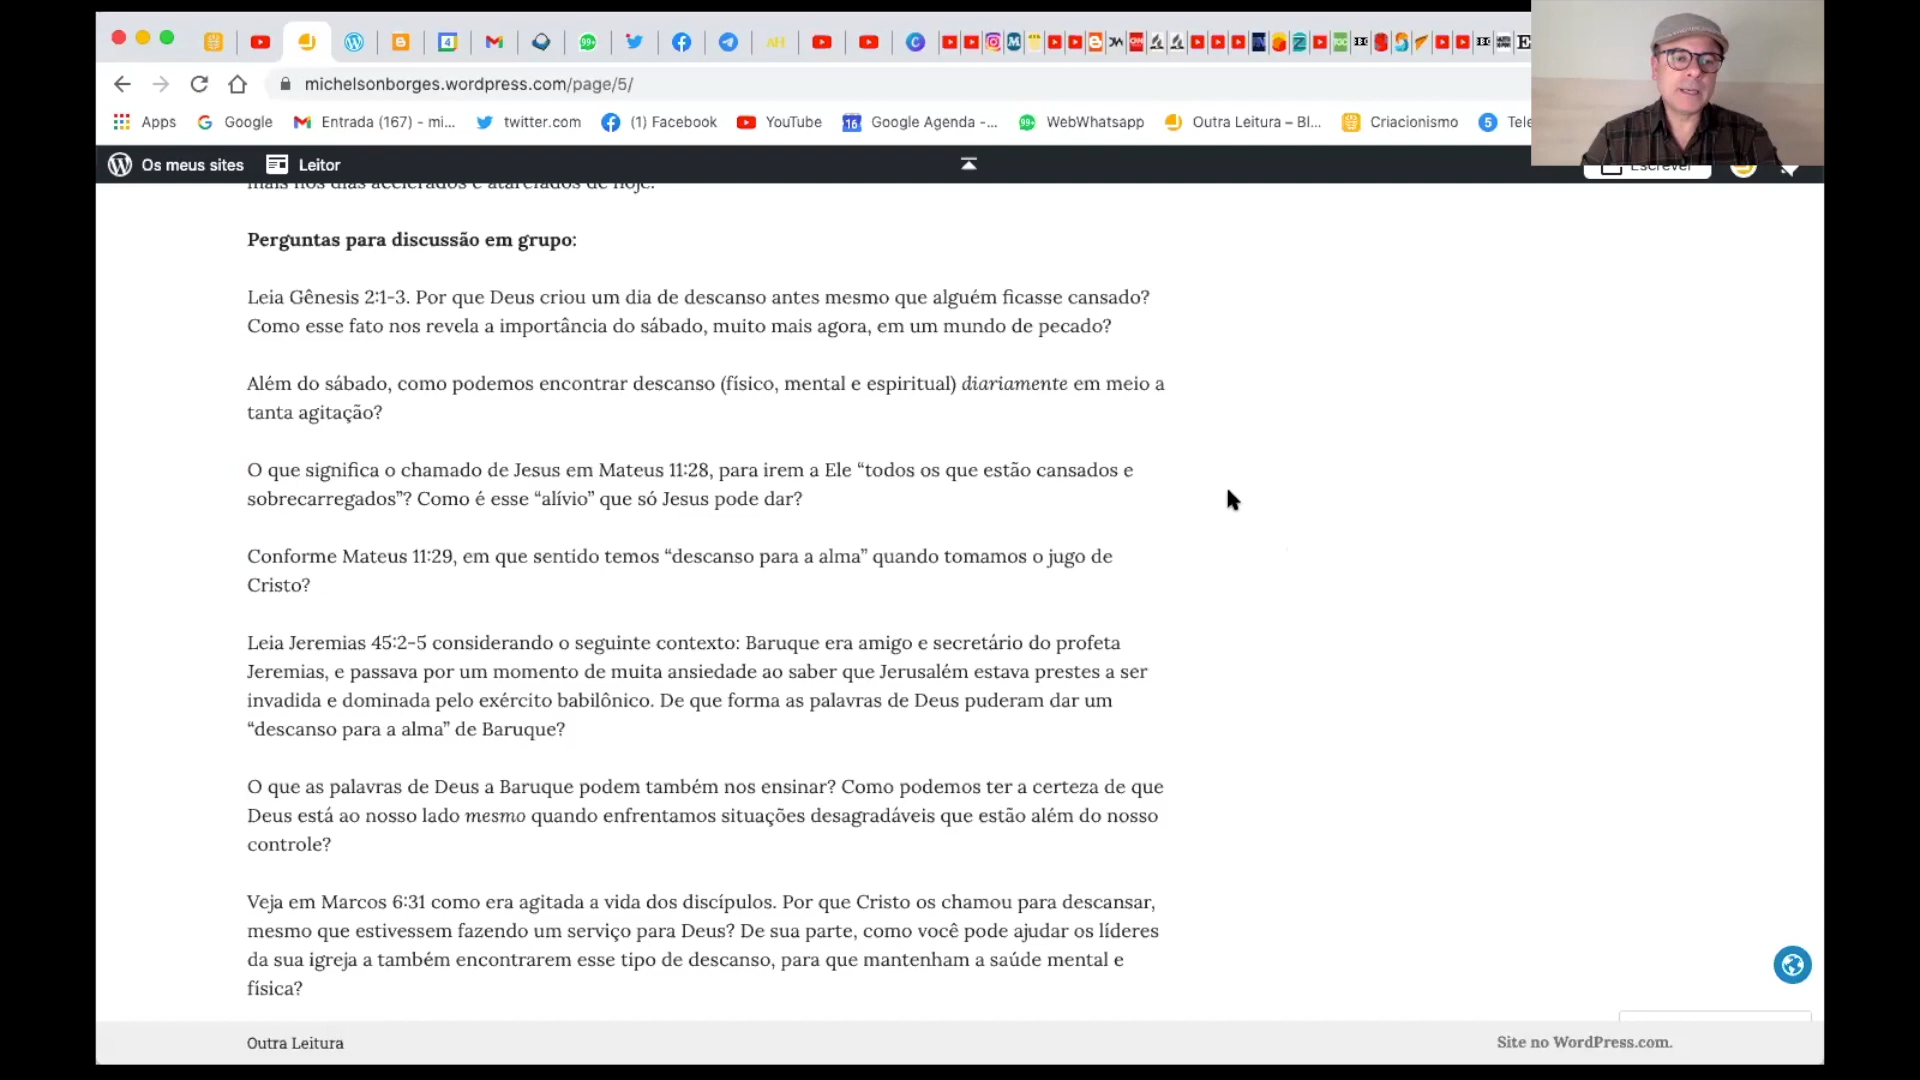 michelsonborges.wordpress.com/page/5/
Apps Google Entrada (167) – mi... twitter.com (1) Facebook YouTube Google Agenda -... WebWhatsapp Outra Leitura – Bl... Criacionismo
Os meus sites Leitor Escrever
mais nos dias acelerados e atarefados de hoje.
Perguntas para discussão em grupo:
Leia Gênesis 2:1-3. Por que Deus criou um dia de descanso antes mesmo que alguém ficasse cansado?
Como esse fato nos revela a importância do sábado, muito mais agora, em um mundo de pecado?
Além do sábado, como podemos encontrar descanso (físico, mental e espiritual) diariamente em meio a
tanta agitação?
O que significa o chamado de Jesus em Mateus 11:28, para irem a Ele “todos os que estão cansados e
sobrecarregados”? Como é esse “alívio” que só Jesus pode dar?
Conforme Mateus 11:29, em que sentido temos “descanso para a alma” quando tomamos o jugo de
Cristo?
Leia Jeremias 45:2-5 considerando o seguinte contexto: Baruque era amigo e secretário do profeta
Jeremias, e passava por um momento de muita ansiedade ao saber que Jerusalém estava prestes a ser
invadida e dominada pelo exército babilônico. De que forma as palavras de Deus puderam dar um
“descanso para a alma” de Baruque?
O que as palavras de Deus a Baruque podem também nos ensinar? Como podemos ter a certeza de que
Deus está ao nosso lado mesmo quando enfrentamos situações desagradáveis que estão além do nosso
controle?
Veja em Marcos 6:31 como era agitada a vida dos discípulos. Por que Cristo os chamou para descansar,
mesmo que estivessem fazendo um serviço para Deus? De sua parte, como você pode ajudar os líderes
da sua igreja a também encontrarem esse tipo de descanso, para que mantenham a saúde mental e
física?
Outra Leitura Site no WordPress.com.